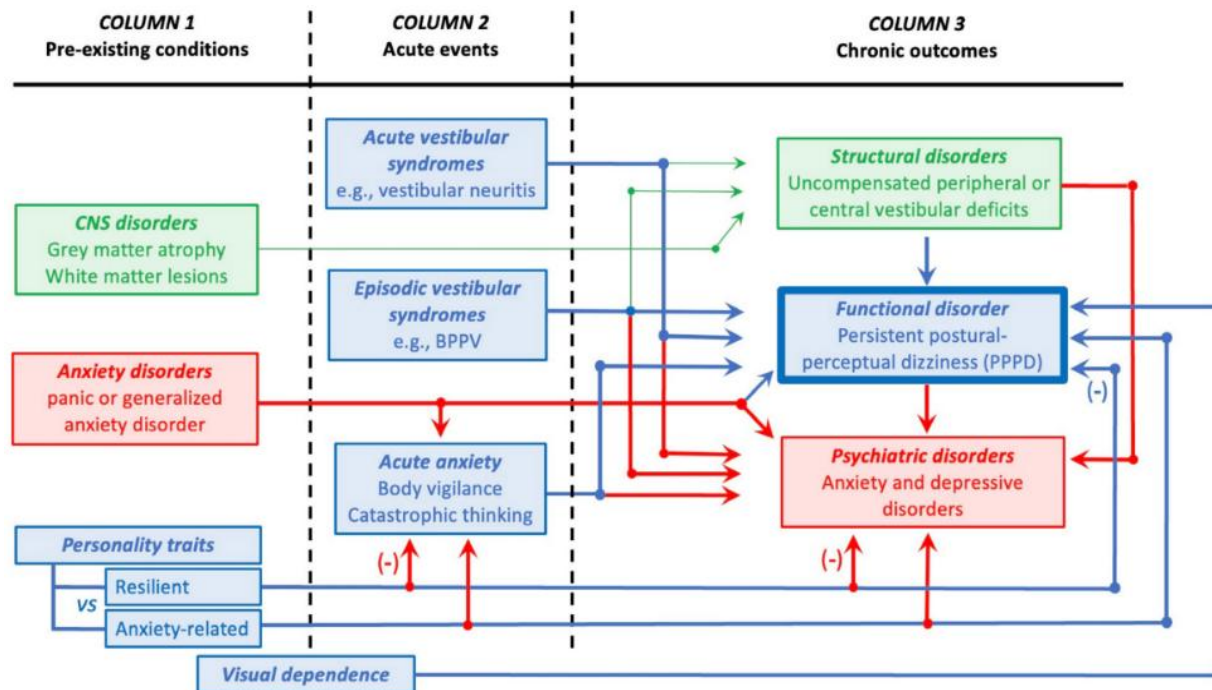 COLUMN 1
Pre-existing conditions
COLUMN 2
Acute events
COLUMN 3
Chronic outcomes
CNS disorders
Grey matter atrophy
White matter lesions
Anxiety disorders
panic or generalized
anxiety disorder
Personality traits
Resilient
VS
Anxiety-related
Visual dependence
Acute vestibular
syndromes
e.g., vestibular neuritis
Episodic vestibular
syndromes
e.g., BPPV
Acute anxiety
Body vigilance
Catastrophic thinking
(-)
Structural disorders
Uncompensated peripheral or
central vestibular deficits
Functional disorder
Persistent postural-
perceptual dizziness (PPPD)
(-)
Psychiatric disorders
Anxiety and depressive
disorders
(-)